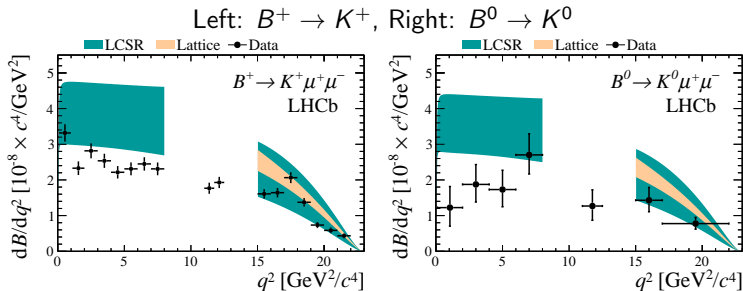 Left: B⁺ → K⁺, Right: B⁰ → K⁰
LCSR Lattice Data
B⁺ → K⁺μ⁺μ⁻
LHCb
dB/dq² [10⁻⁸ × c⁴/GeV²]
5
4
3
2
1
0
0 5 10 15 20
q² [GeV²/c⁴]
LCSR Lattice Data
B⁰ → K⁰μ⁺μ⁻
LHCb
dB/dq² [10⁻⁸ × c⁴/GeV²]
5
4
3
2
1
0
0 5 10 15 20
q² [GeV²/c⁴]